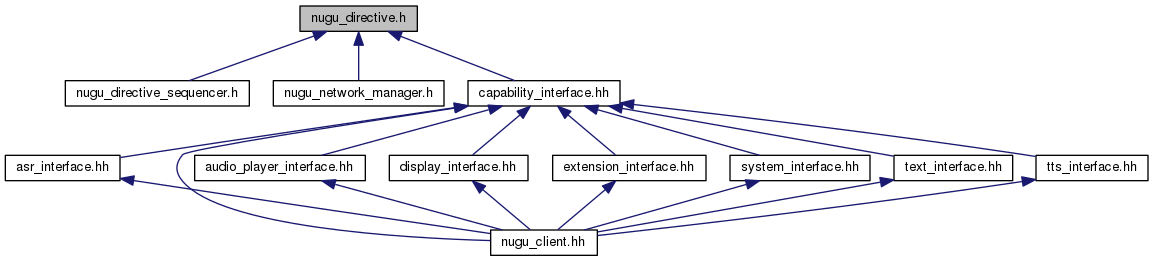 nugu_directive.h
nugu_directive_sequencer.h
nugu_network_manager.h
capability_interface.hh
asr_interface.hh
audio_player_interface.hh
display_interface.hh
extension_interface.hh
system_interface.hh
text_interface.hh
tts_interface.hh
nugu_client.hh